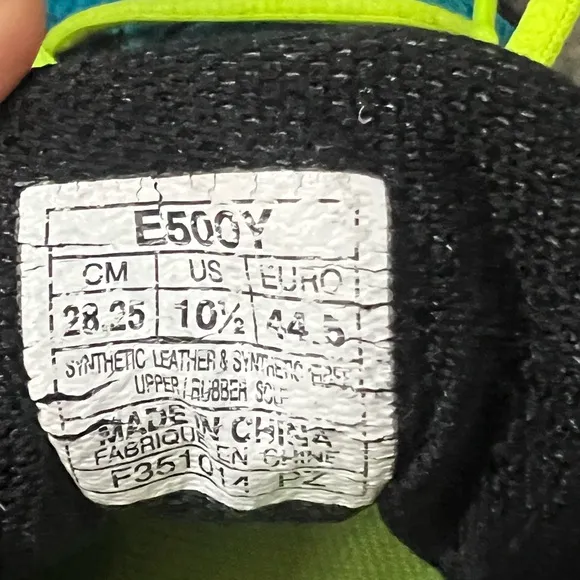 E500Y
CM US EURO
28.25 10½ 44.5
SYNTHETIC LEATHER & SYNTHETIC
UPPER / RUBBER SOLE
MADE IN CHINA
FABRIQUE EN CHINE
F351014 PZ